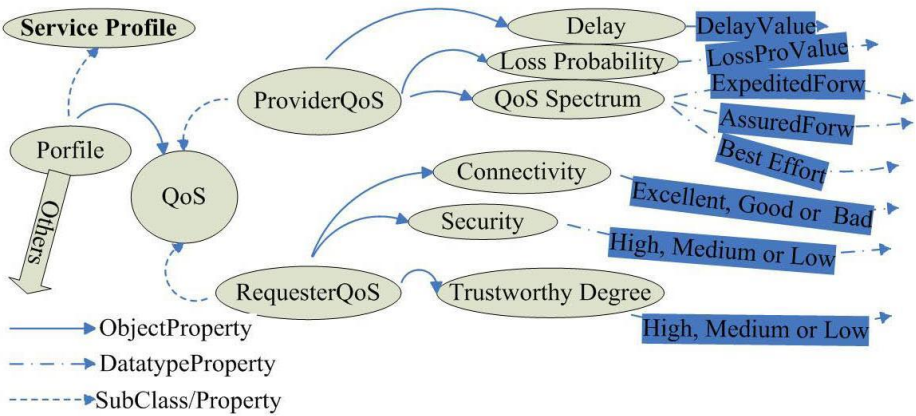 Service Profile
Delay
DelayValue
Loss Probability
LossProValue
ProviderQoS
QoS Spectrum
ExpeditedForw
AssuredForw
Best Effort
Porfile
QoS
Others
Connectivity
Excellent, Good or Bad
Security
High, Medium or Low
RequesterQoS
Trustworthy Degree
High, Medium or Low
ObjectProperty
DatatypeProperty
SubClass/Property